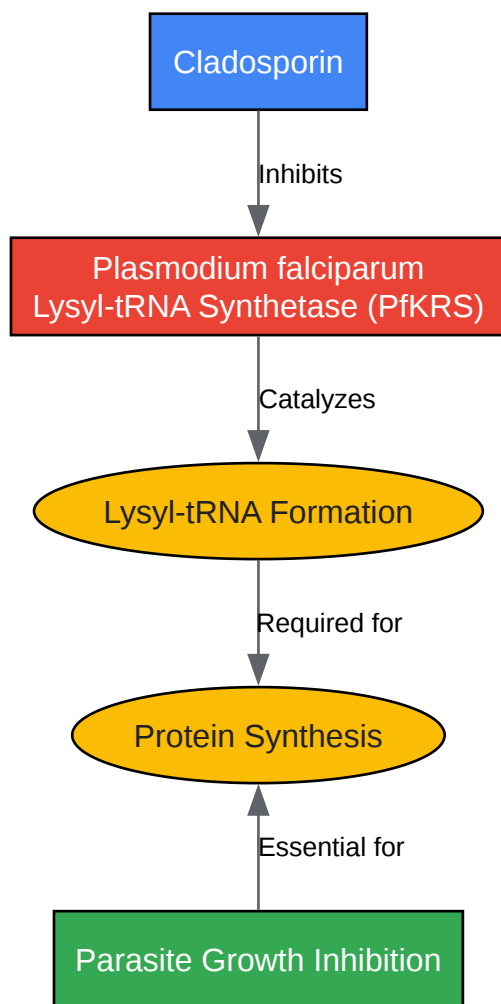 Cladosporin
Inhibits
Plasmodium falciparum
Lysyl-tRNA Synthetase (PfKRS)
Catalyzes
Lysyl-tRNA Formation
Required for
Protein Synthesis
Essential for
Parasite Growth Inhibition